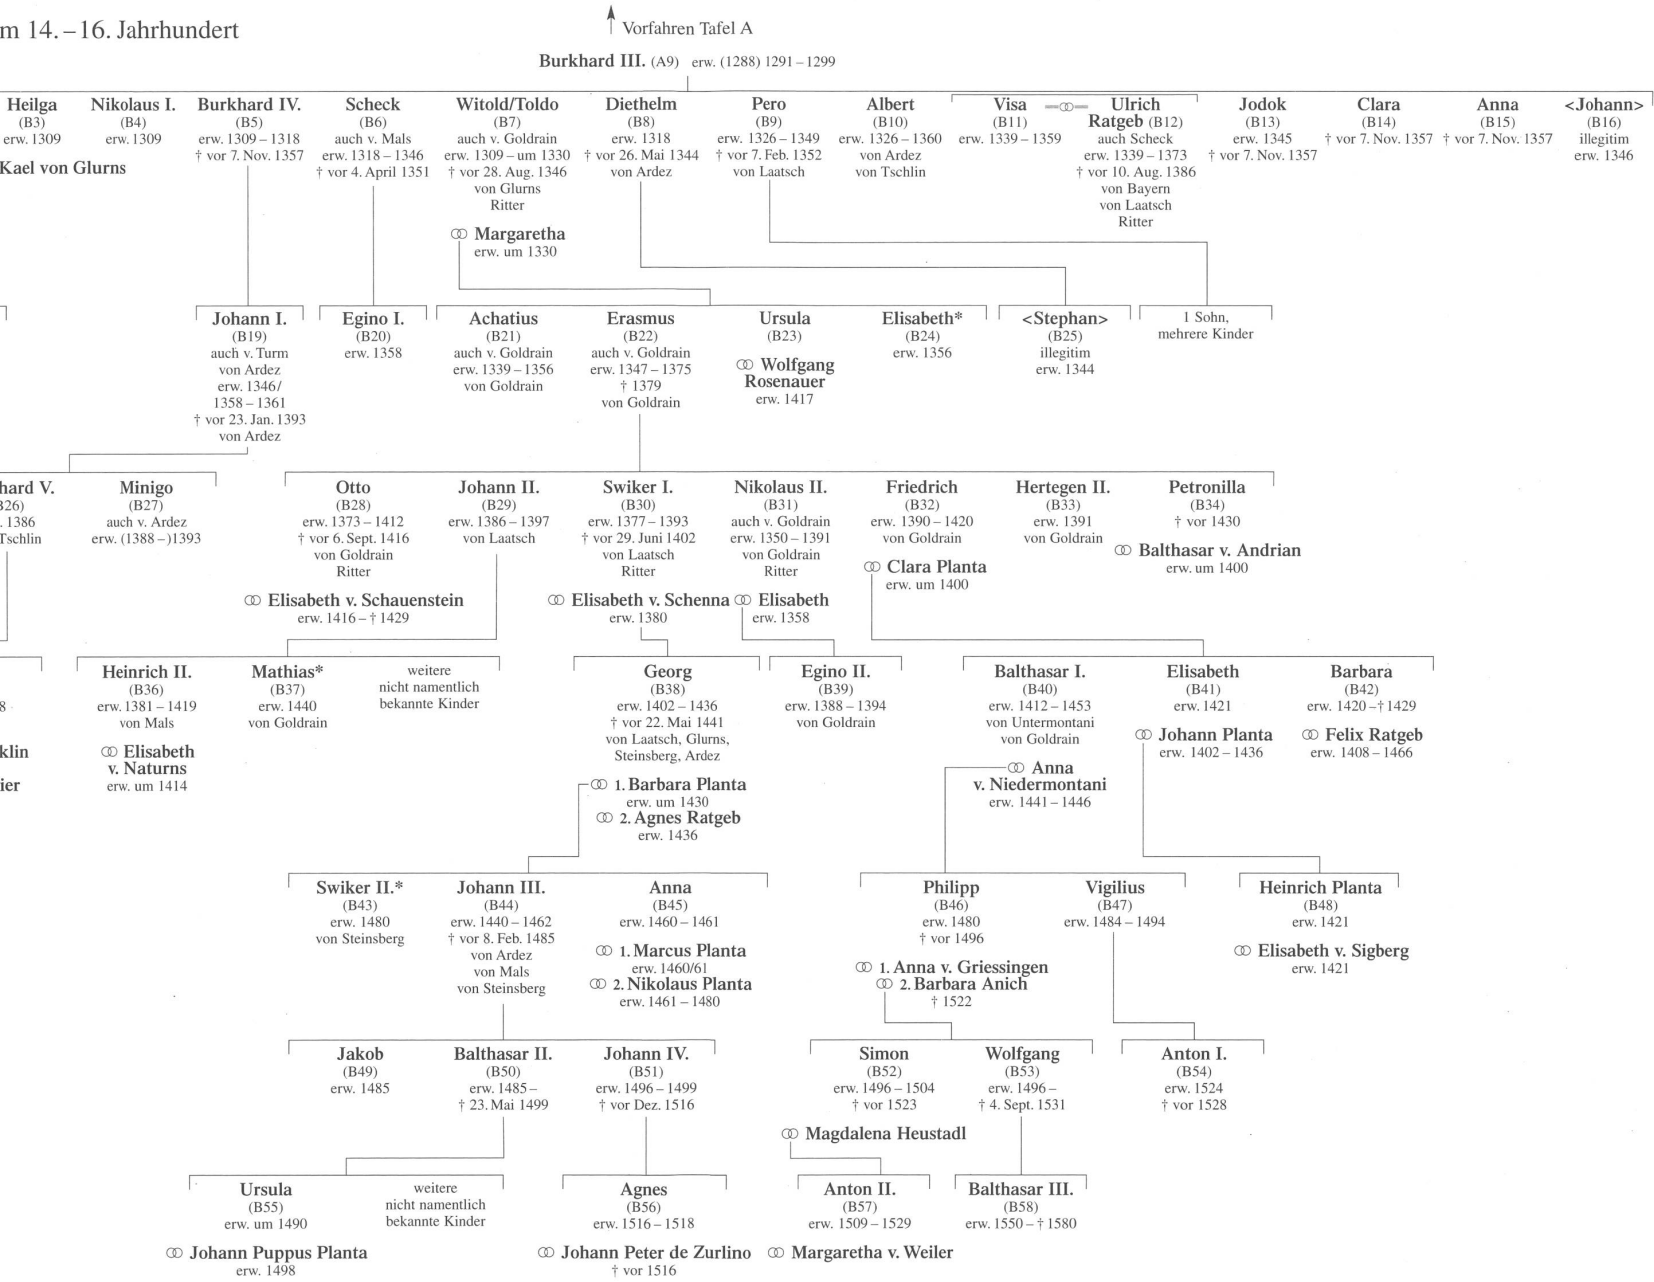 m 14. – 16. Jahrhundert
Vorfahren Tafel A
Burkhard III. (A9) erw. (1288) 1291 – 1299
Heilga
(B3)
erw. 1309
Kael von Glurns
Nikolaus I.
(B4)
erw. 1309
Burkhard IV.
(B5)
erw. 1309 – 1318
† vor 7. Nov. 1357
Scheck
(B6)
auch v. Mals
erw. 1318 – 1346
† vor 4. April 1351
Witold/Toldo
(B7)
auch v. Goldrain
erw. 1309 – um 1330
† vor 28. Aug. 1346
von Glurns
Ritter
⚭ Margaretha
erw. um 1330
Diethelm
(B8)
erw. 1318
† vor 26. Mai 1344
von Ardez
Pero
(B9)
erw. 1326 – 1349
† vor 7. Feb. 1352
von Laatsch
Albert
(B10)
erw. 1326 – 1360
von Ardez
von Tschlin
Visa
(B11)
erw. 1339 – 1359
⚭
Ulrich
Ratgeb (B12)
auch Scheck
erw. 1339 – 1373
† vor 10. Aug. 1386
von Bayern
von Laatsch
Ritter
Jodok
(B13)
erw. 1345
† vor 7. Nov. 1357
Clara
(B14)
† vor 7. Nov. 1357
Anna
(B15)
† vor 7. Nov. 1357
<Johann>
(B16)
illegitim
erw. 1346
Johann I.
(B19)
auch v. Turm
von Ardez
erw. 1346/
1358 – 1361
† vor 23. Jan. 1393
von Ardez
Egino I.
(B20)
erw. 1358
Achatius
(B21)
auch v. Goldrain
erw. 1339 – 1356
von Goldrain
Erasmus
(B22)
auch v. Goldrain
erw. 1347 – 1375
† 1379
von Goldrain
Ursula
(B23)
⚭ Wolfgang
Rosenauer
erw. 1417
Elisabeth*
(B24)
erw. 1356
<Stephan>
(B25)
illegitim
erw. 1344
1 Sohn,
mehrere Kinder
hard V.
B26)
. 1386
Tschlin
Minigo
(B27)
auch v. Ardez
erw. (1388 –)1393
Otto
(B28)
erw. 1373 – 1412
† vor 6. Sept. 1416
von Goldrain
Ritter
⚭ Elisabeth v. Schauenstein
erw. 1416 – † 1429
Johann II.
(B29)
erw. 1386 – 1397
von Laatsch
Swiker I.
(B30)
erw. 1377 – 1393
† vor 29. Juni 1402
von Laatsch
Ritter
⚭ Elisabeth v. Schenna
erw. 1380
Nikolaus II.
(B31)
auch v. Goldrain
erw. 1350 – 1391
von Goldrain
Ritter
⚭ Elisabeth
erw. 1358
Friedrich
(B32)
erw. 1390 – 1420
von Goldrain
⚭ Clara Planta
erw. um 1400
Hertegen II.
(B33)
erw. 1391
von Goldrain
Petronilla
(B34)
† vor 1430
⚭ Balthasar v. Andrian
erw. um 1400
8
klin
ier
Heinrich II.
(B36)
erw. 1381 – 1419
von Mals
⚭ Elisabeth
v. Naturns
erw. um 1414
Mathias*
(B37)
erw. 1440
von Goldrain
weitere
nicht namentlich
bekannte Kinder
Georg
(B38)
erw. 1402 – 1436
† vor 22. Mai 1441
von Laatsch, Glurns,
Steinsberg, Ardez
⚭ 1. Barbara Planta
erw. um 1430
⚭ 2. Agnes Ratgeb
erw. 1436
Egino II.
(B39)
erw. 1388 – 1394
von Goldrain
Balthasar I.
(B40)
erw. 1412 – 1453
von Untermontani
von Goldrain
⚭ Anna
v. Niedermontani
erw. 1441 – 1446
Elisabeth
(B41)
erw. 1421
⚭ Johann Planta
erw. 1402 – 1436
Barbara
(B42)
erw. 1420 – † 1429
⚭ Felix Ratgeb
erw. 1408 – 1466
Swiker II.*
(B43)
erw. 1480
von Steinsberg
Johann III.
(B44)
erw. 1440 – 1462
† vor 8. Feb. 1485
von Ardez
von Mals
von Steinsberg
Anna
(B45)
erw. 1460 – 1461
⚭ 1. Marcus Planta
erw. 1460/61
⚭ 2. Nikolaus Planta
erw. 1461 – 1480
Philipp
(B46)
erw. 1480
† vor 1496
⚭ 1. Anna v. Griessingen
⚭ 2. Barbara Anich
† 1522
Vigilius
(B47)
erw. 1484 – 1494
Heinrich Planta
(B48)
erw. 1421
⚭ Elisabeth v. Sigberg
erw. 1421
Jakob
(B49)
erw. 1485
Balthasar II.
(B50)
erw. 1485 –
† 23. Mai 1499
Johann IV.
(B51)
erw. 1496 – 1499
† vor Dez. 1516
Simon
(B52)
erw. 1496 – 1504
† vor 1523
⚭ Magdalena Heustadl
Wolfgang
(B53)
erw. 1496 –
† 4. Sept. 1531
Anton I.
(B54)
erw. 1524
† vor 1528
Ursula
(B55)
erw. um 1490
⚭ Johann Puppus Planta
erw. 1498
weitere
nicht namentlich
bekannte Kinder
Agnes
(B56)
erw. 1516 – 1518
⚭ Johann Peter de Zurlino
† vor 1516
Anton II.
(B57)
erw. 1509 – 1529
⚭ Margaretha v. Weiler
Balthasar III.
(B58)
erw. 1550 – † 1580